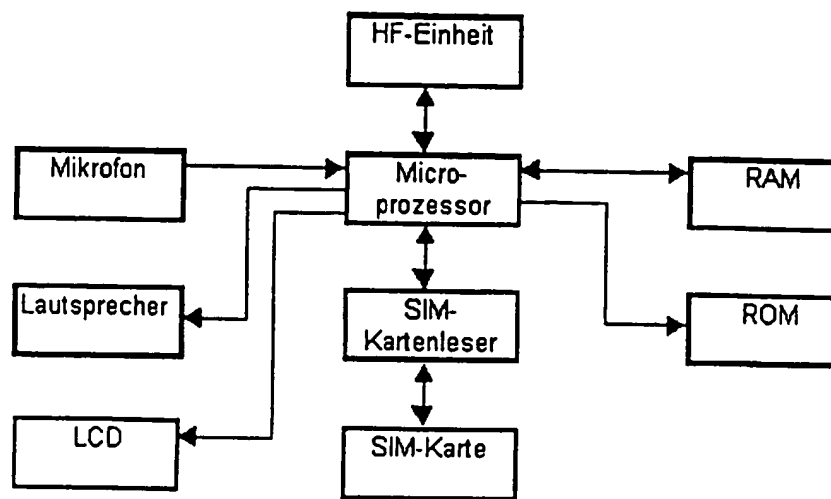 HF-Einheit
Mikrofon
Micro-
prozessor
RAM
Lautsprecher
SIM-
Kartenleser
ROM
LCD
SIM-Karte